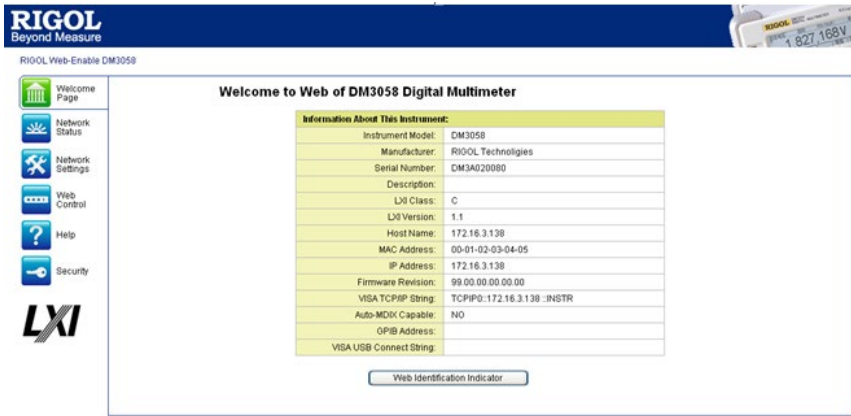 RIGOL
Beyond Measure
RIGOL
1.827,168V
RIGOL Web-Enable DM3058
Welcome
Page
Network
Status
Network
Settings
Web
Control
Help
Security
LXI
Welcome to Web of DM3058 Digital Multimeter
Information About This Instrument:
Instrument Model: DM3058
Manufacturer: RIGOL Technoligies
Serial Number: DM3A020080
Description:
LXI Class: C
LXI Version: 1.1
Host Name: 172.16.3.138
MAC Address: 00-01-02-03-04-05
IP Address: 172.16.3.138
Firmware Revision: 99.00.00.00.00.00
VISA TCP/IP String: TCPIP0::172.16.3.138 ::INSTR
Auto-MDIX Capable: NO
GPIB Address:
VISA USB Connect String:
Web Identification Indicator